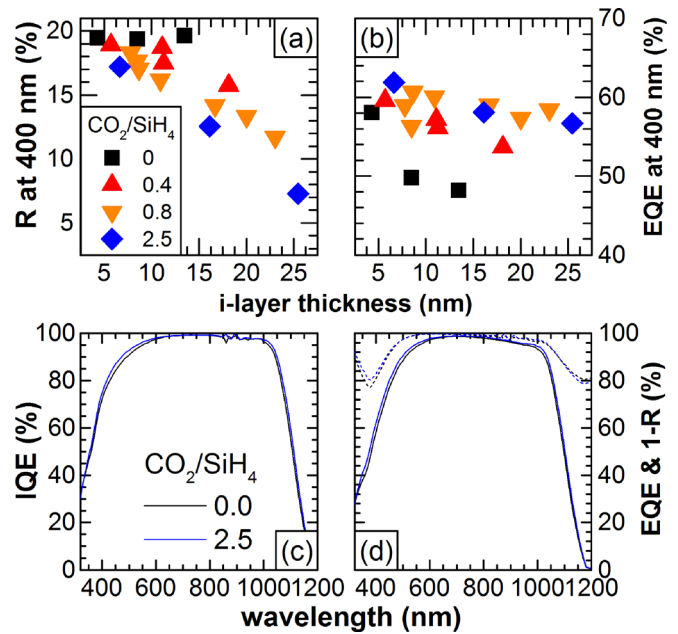 20
15
10
5
R at 400 nm (%)
(a)
CO2/SiH4
0
0.4
0.8
2.5
5 10 15 20 25
(b)
70
60
50
40
EQE at 400 nm (%)
5 10 15 20 25
i-layer thickness (nm)
100
80
60
40
20
0
IQE (%)
CO2/SiH4
0.0
2.5
(c)
400 600 800 1000 1200
(d)
100
80
60
40
20
0
EQE & 1-R (%)
400 600 800 1000 1200
wavelength (nm)